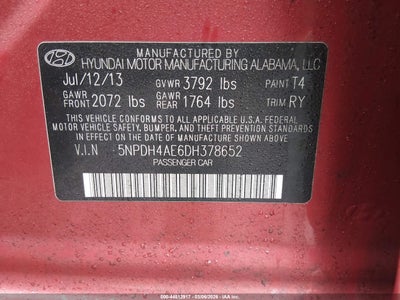 MANUFACTURED BY
HYUNDAI MOTOR MANUFACTURING ALABAMA, LLC
Jul/12/13 GVWR 3792 lbs PAINT T4
GAWR FRONT 2072 lbs GAWR REAR 1764 lbs TRIM RY
THIS VEHICLE CONFORMS TO ALL APPLICABLE U.S.A FEDERAL
MOTOR VEHICLE SAFETY, BUMPER, AND THEFT PREVENTION
STANDARDS IN EFFECT ON THE DATE OF MANUFACTURE
SHOWN ABOVE.
V.I.N 5NPDH4AE6DH378652
PASSENGER CAR